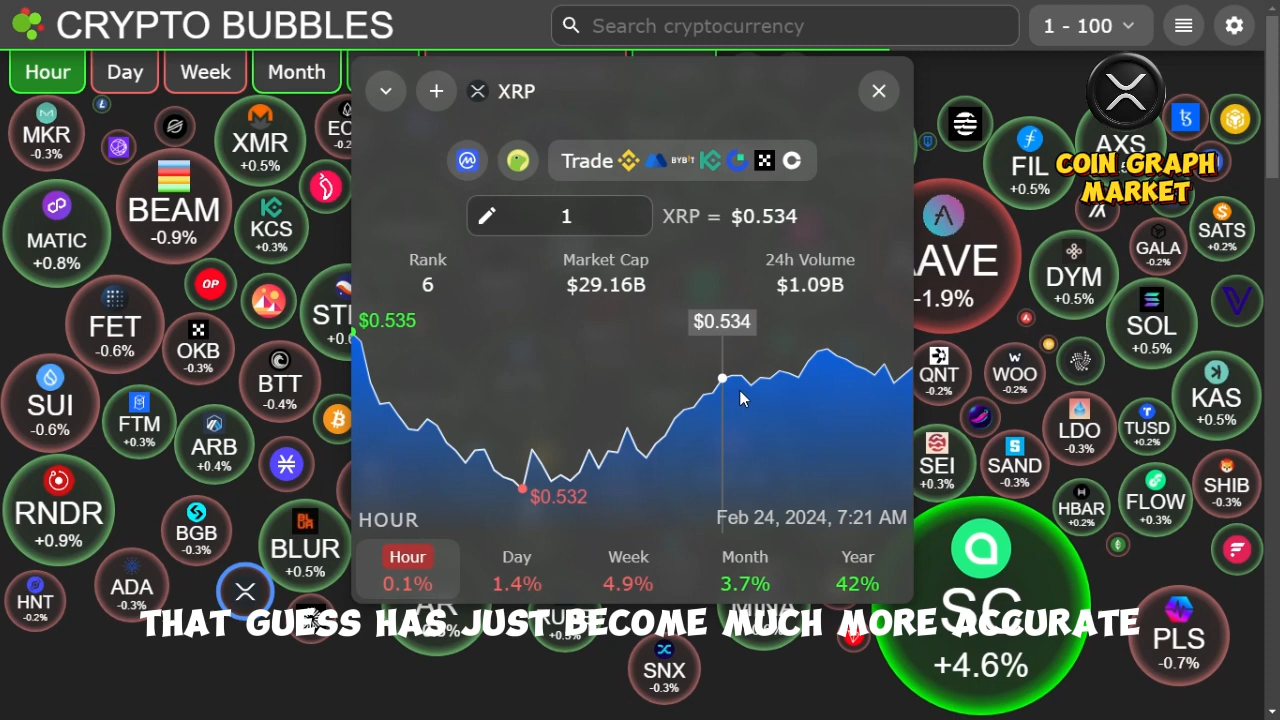 CRYPTO BUBBLES
Search cryptocurrency
1 - 100
Hour
Day
Week
Month
XRP
Trade
BYBIT
1
XRP = $0.534
Rank
6
Market Cap
$29.16B
24h Volume
$1.09B
$0.535
$0.534
$0.532
HOUR
Feb 24, 2024, 7:21 AM
Hour
0.1%
Day
1.4%
Week
4.9%
Month
3.7%
Year
42%
MKR
-0.3%
XMR
+0.5%
BEAM
-0.9%
KCS
+0.3%
MATIC
+0.8%
OP
FET
-0.6%
OKB
-0.3%
BTT
-0.4%
SUI
-0.6%
FTM
+0.3%
ARB
+0.4%
RNDR
+0.9%
BGB
-0.3%
BLUR
BLUR
+0.5%
ADA
-0.3%
HNT
-0.2%
FIL
+0.5%
AXS
COIN GRAPH
MARKET
AAVE
-1.9%
DYM
+0.5%
GALA
-0.2%
SATS
+0.2%
SOL
+0.5%
QNT
-0.2%
WOO
-0.2%
KAS
+0.5%
LDO
-0.3%
TUSD
+0.2%
SEI
+0.3%
SAND
-0.3%
HBAR
+0.2%
FLOW
+0.3%
SHIB
-0.3%
SC
+4.6%
PLS
-0.7%
SNX
-0.3%
MINA
THAT GUESS HAS JUST BECOME MUCH MORE ACCURATE